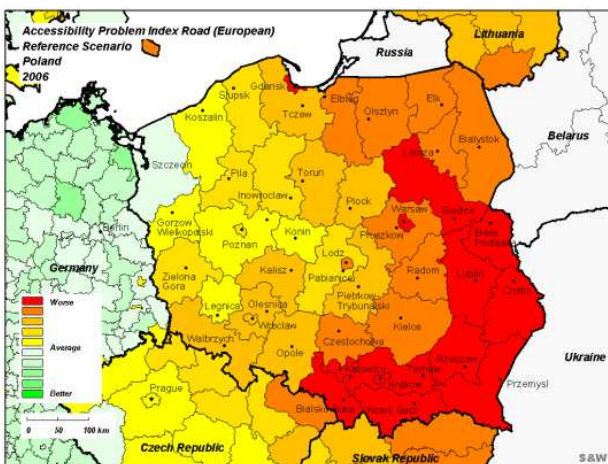 Accessibility Problem Index Road (European)
Reference Scenario
Poland
2006
Lithuania
Russia
Gdansk
Slupsk
Elblag
Elk
Koszalin
Tczew
Olsztyn
Belarus
Szczecin
Bialystok
Lomza
Pila
Torun
Inowroclaw
Plock
Warsaw
Siedlce
Berlin
Gorzow
Wielkopolski
Poznan
Konin
Pruszkow
Biala
Podlaska
Germany
Lodz
Zielona
Gora
Kalisz
Pabianice
Radom
Lublin
Chelm
Worse
Piotrkow
Trybunalski
Legnica
Olesnica
Wroclaw
Kielce
Average
Walbrzych
Czestochowa
Opole
Ukraine
Katowice
Tarnow
Rzeszow
Krakow
Przemysl
Better
Prague
Bialsko-Biala
Nowy Sacz
0 50 100 km
Czech Republic
Slovak Republic
S&W